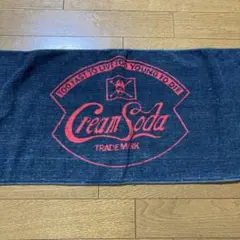 TOO FAST TO LIVE TOO YOUNG TO DIE
Cream Soda
TRADE MARK